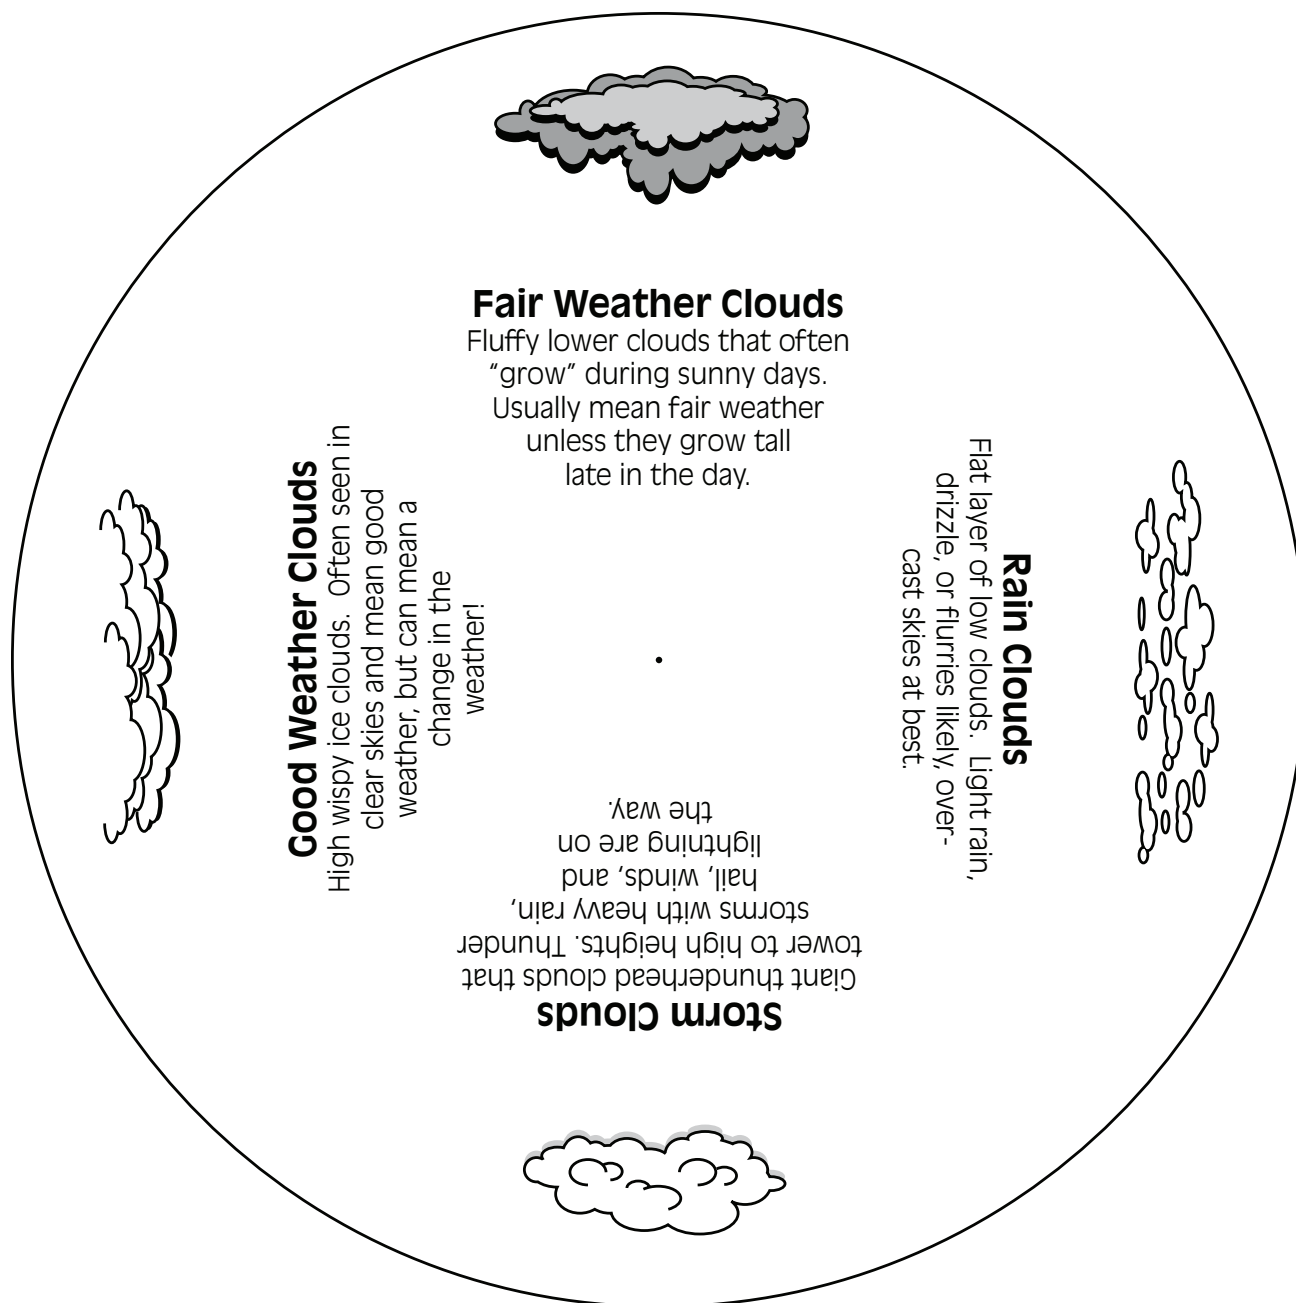 Fair Weather Clouds
Fluffy lower clouds that often
“grow” during sunny days.
Usually mean fair weather
unless they grow tall
late in the day.
Rain Clouds
Flat layer of low clouds.  Light rain,
drizzle, or flurries likely, over-
cast skies at best.
Storm Clouds
Giant thunderhead clouds that
tower to high heights. Thunder
storms with heavy rain,
hail, winds, and
lightning are on
the way.
Good Weather Clouds
High wispy ice clouds.  Often seen in
clear skies and mean good
weather, but can mean a
change in the
weather!